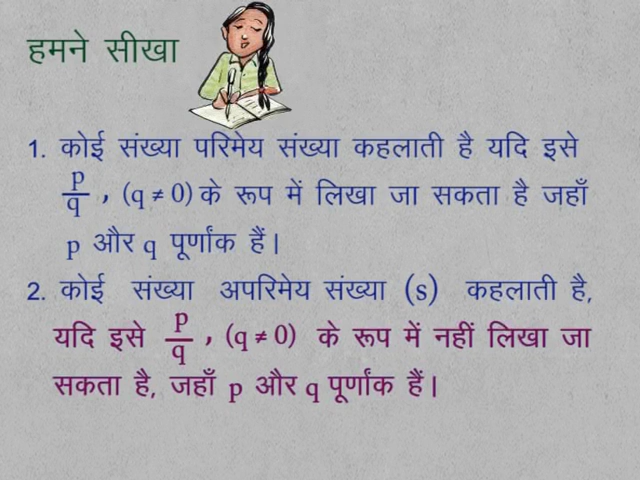 हमने सीखा
1. कोई संख्या परिमेय संख्या कहलाती है यदि इसे
p/q , (q ≠ 0) के रूप में लिखा जा सकता है जहाँ
p और q पूर्णांक हैं।
2. कोई संख्या अपरिमेय संख्या (s) कहलाती है,
यदि इसे p/q , (q ≠ 0) के रूप में नहीं लिखा जा
सकता है, जहाँ p और q पूर्णांक हैं।